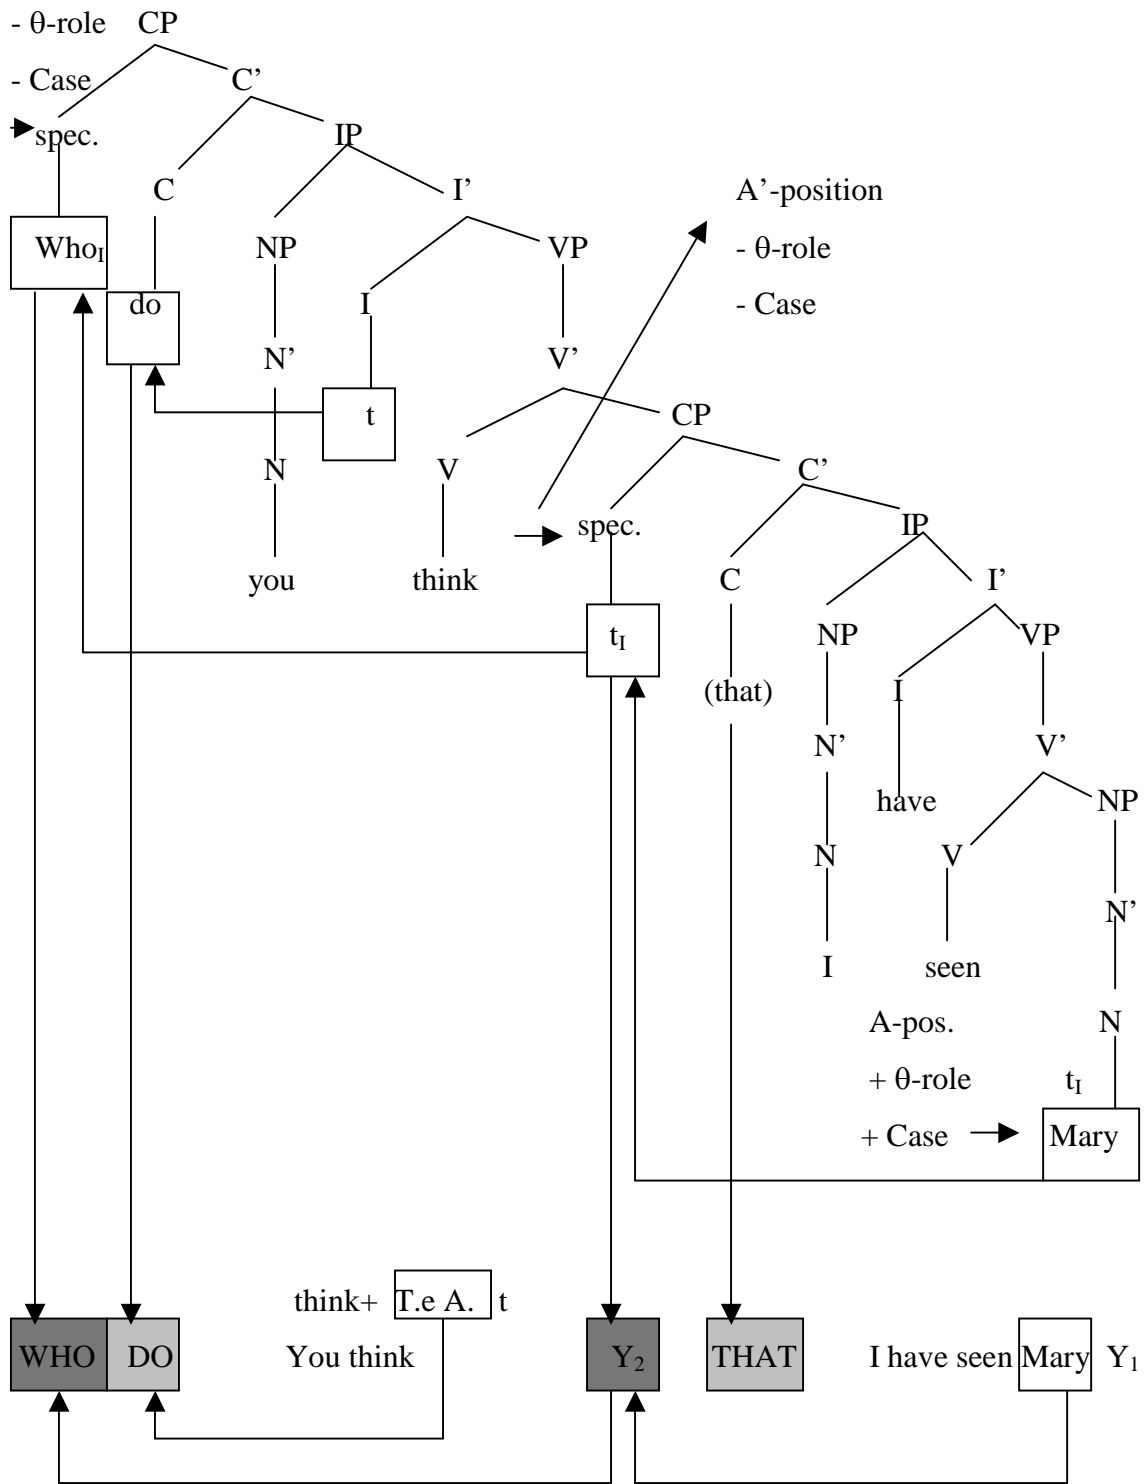 - θ-role CP
- Case C’
spec. IP
C I’ A’-position
Who_I NP VP - θ-role
do I - Case
N’ V’
t CP
N V C’
spec. IP
you think C I’
t_I NP VP
(that) I
N’ V’
have NP
N V
N’
I seen
A-pos. N
+ θ-role t_I
+ Case Mary
think+ T.e A. t
WHO DO You think Y₂ THAT I have seen Mary Y₁